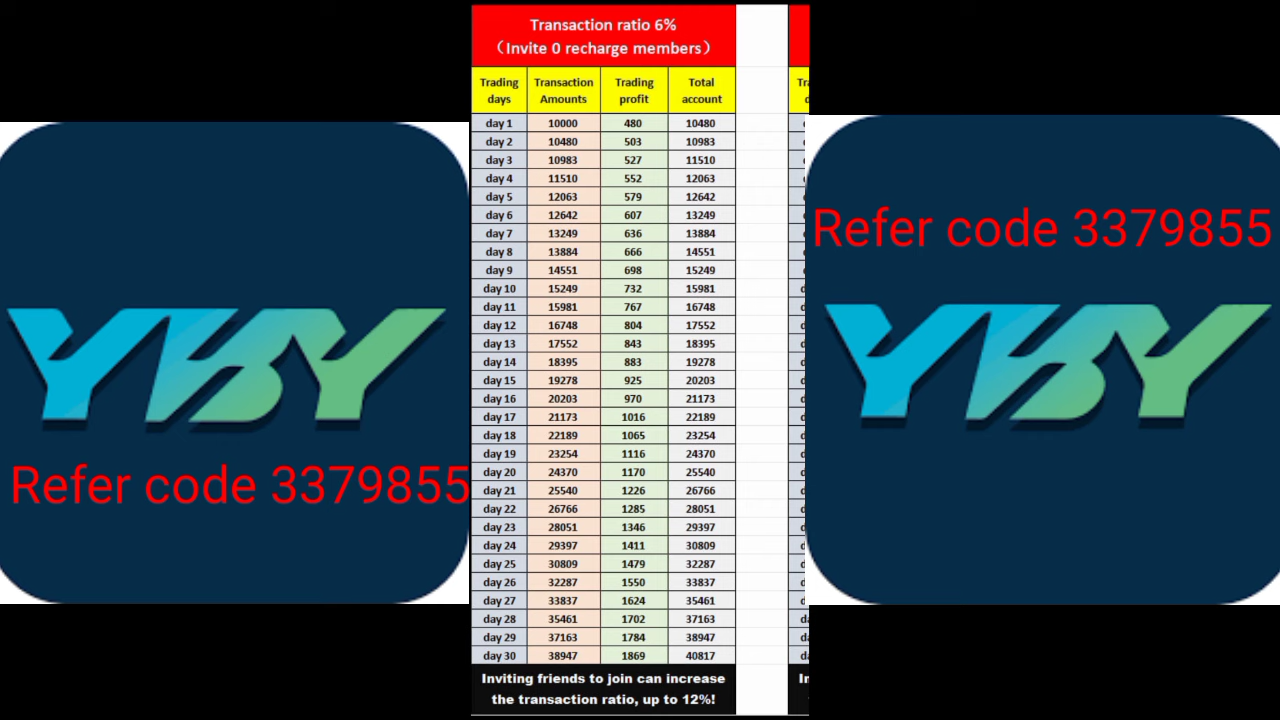 YBY
Refer code 3379855
Transaction ratio 6%
（Invite 0 recharge members）
Trading days Transaction Amounts Trading profit Total account
day 1 10000 480 10480
day 2 10480 503 10983
day 3 10983 527 11510
day 4 11510 552 12063
day 5 12063 579 12642
day 6 12642 607 13249
day 7 13249 636 13884
day 8 13884 666 14551
day 9 14551 698 15249
day 10 15249 732 15981
day 11 15981 767 16748
day 12 16748 804 17552
day 13 17552 843 18395
day 14 18395 883 19278
day 15 19278 925 20203
day 16 20203 970 21173
day 17 21173 1016 22189
day 18 22189 1065 23254
day 19 23254 1116 24370
day 20 24370 1170 25540
day 21 25540 1226 26766
day 22 26766 1285 28051
day 23 28051 1346 29397
day 24 29397 1411 30809
day 25 30809 1479 32287
day 26 32287 1550 33837
day 27 33837 1624 35461
day 28 35461 1702 37163
day 29 37163 1784 38947
day 30 38947 1869 40817
Inviting friends to join can increase
the transaction ratio, up to 12%!
Refer code 3379855
YBY